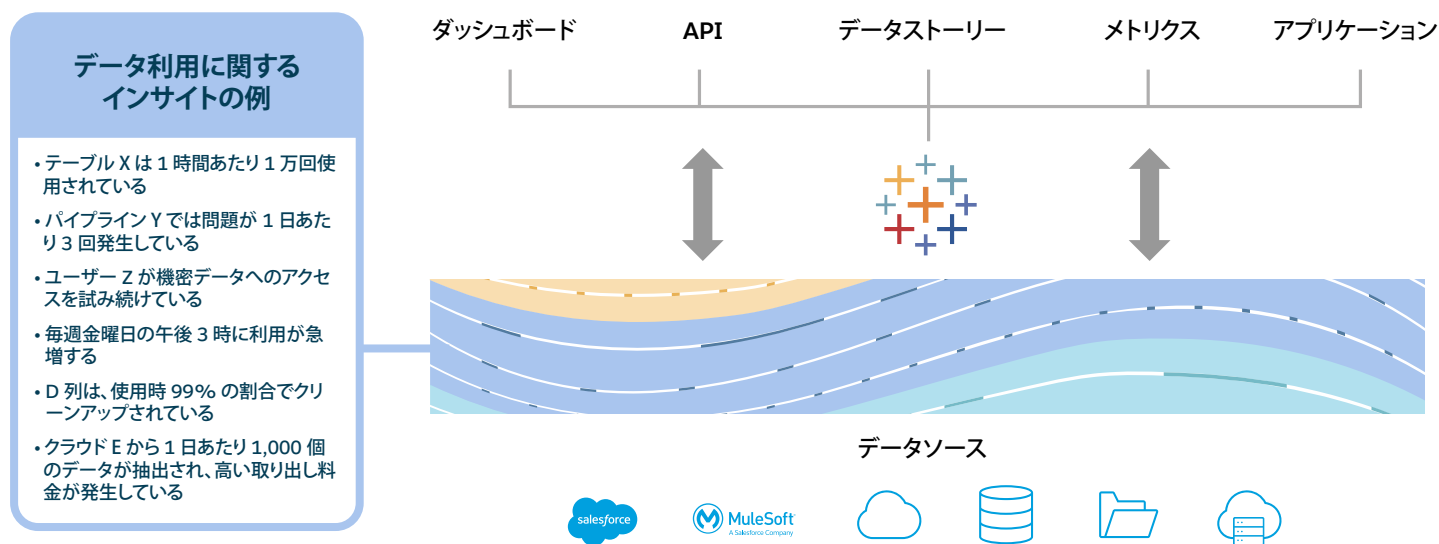 データ利用に関する
インサイトの例
• テーブル X は 1 時間あたり 1 万回使
用されている
• パイプライン Y では問題が 1 日あた
り 3 回発生している
• ユーザー Z が機密データへのアクセ
スを試み続けている
• 毎週金曜日の午後 3 時に利用が急
増する
• D 列は、使用時 99% の割合でクリ
ーンアップされている
• クラウド E から 1 日あたり 1,000 個
のデータが抽出され、高い取り出し料
金が発生している
ダッシュボード
API
データストーリー
メトリクス
アプリケーション
データソース
salesforce
MuleSoft
A Salesforce Company